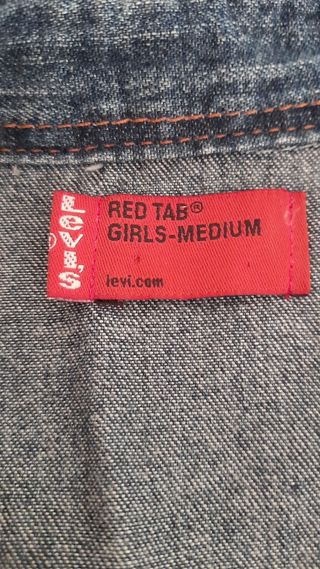 LEVI'S
®
RED TAB®
GIRLS-MEDIUM
levi.com